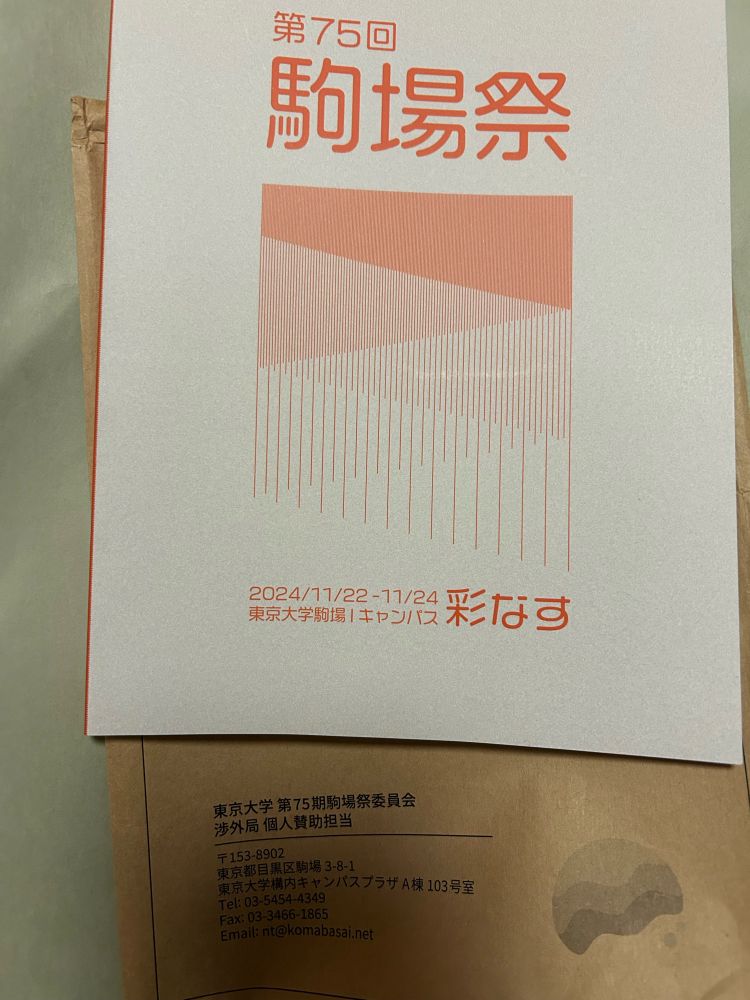 第75回
駒場祭
2024/11/22-11/24
東京大学駒場Iキャンパス
彩なす
東京大学 第75期駒場祭委員会
渉外局 個人賛助担当
〒153-8902
東京都目黒区駒場 3-8-1
東京大学構内キャンパスプラザ A 棟 103号室
Tel: 03-5454-4349
Fax: 03-3466-1865
Email: nt@komabasai.net